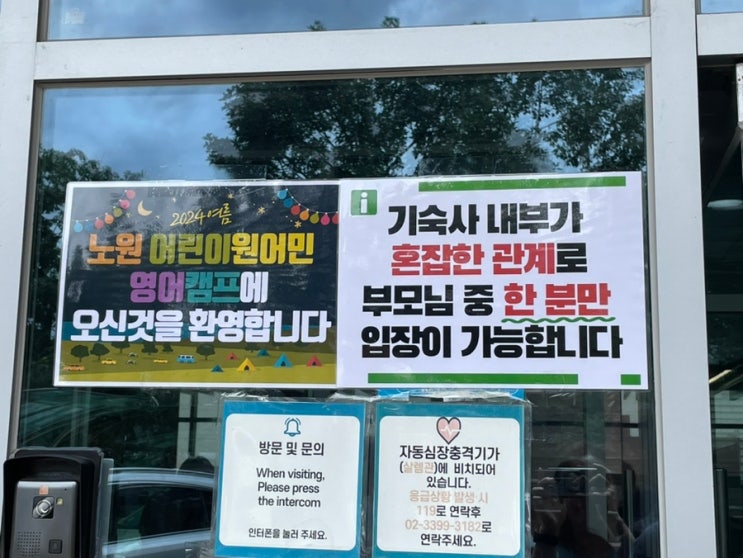 2024 여름
노원 어린이원어민
영어캠프에
오신것을 환영합니다
i
기숙사 내부가
혼잡한 관계로
부모님 중 한 분만
입장이 가능합니다
방문 및 문의
When visiting,
Please press
the intercom
인터폰을 눌러 주세요.
자동심장충격기가
(살렘관)에 비치되어
있습니다.
응급상황 발생 시
119로 연락후
02-3399-3182로
연락주세요.